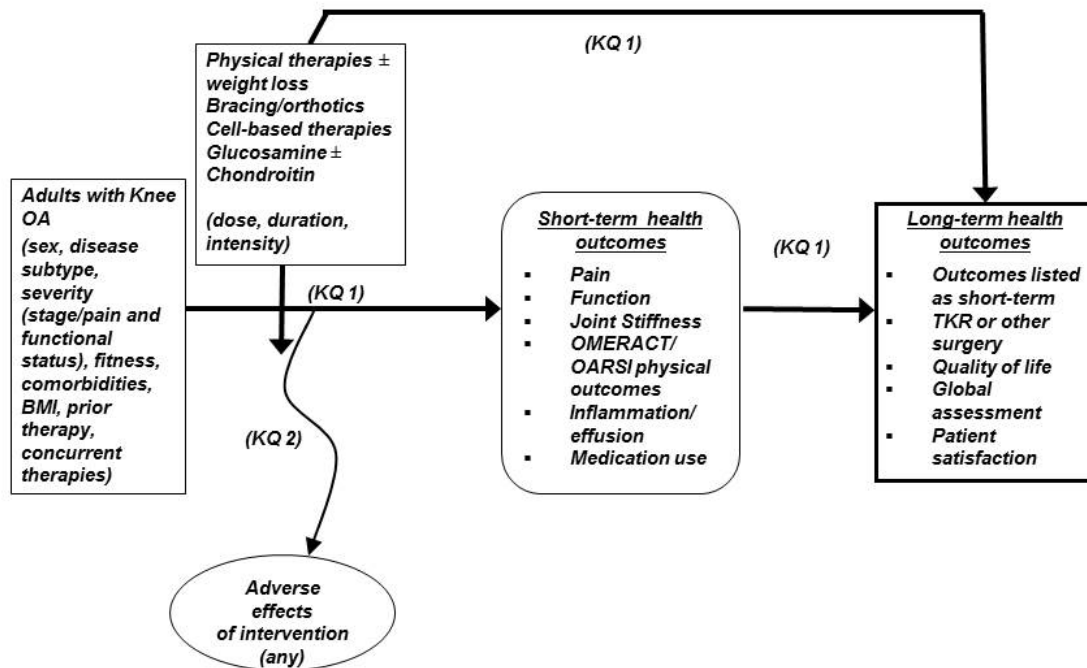 (KQ 1)
Physical therapies ±
weight loss
Bracing/orthotics
Cell-based therapies
Glucosamine ±
Chondroitin
(dose, duration,
intensity)
Adults with Knee
OA
(sex, disease
subtype,
severity
(stage/pain and
functional
status), fitness,
comorbidities,
BMI, prior
therapy,
concurrent
therapies)
(KQ 1)
(KQ 2)
Short-term health
outcomes
▪ Pain
▪ Function
▪ Joint Stiffness
▪ OMERACT/
OARSI physical
outcomes
▪ Inflammation/
effusion
▪ Medication use
(KQ 1)
Long-term health
outcomes
▪ Outcomes listed
as short-term
▪ TKR or other
surgery
▪ Quality of life
▪ Global
assessment
▪ Patient
satisfaction
Adverse
effects
of intervention
(any)